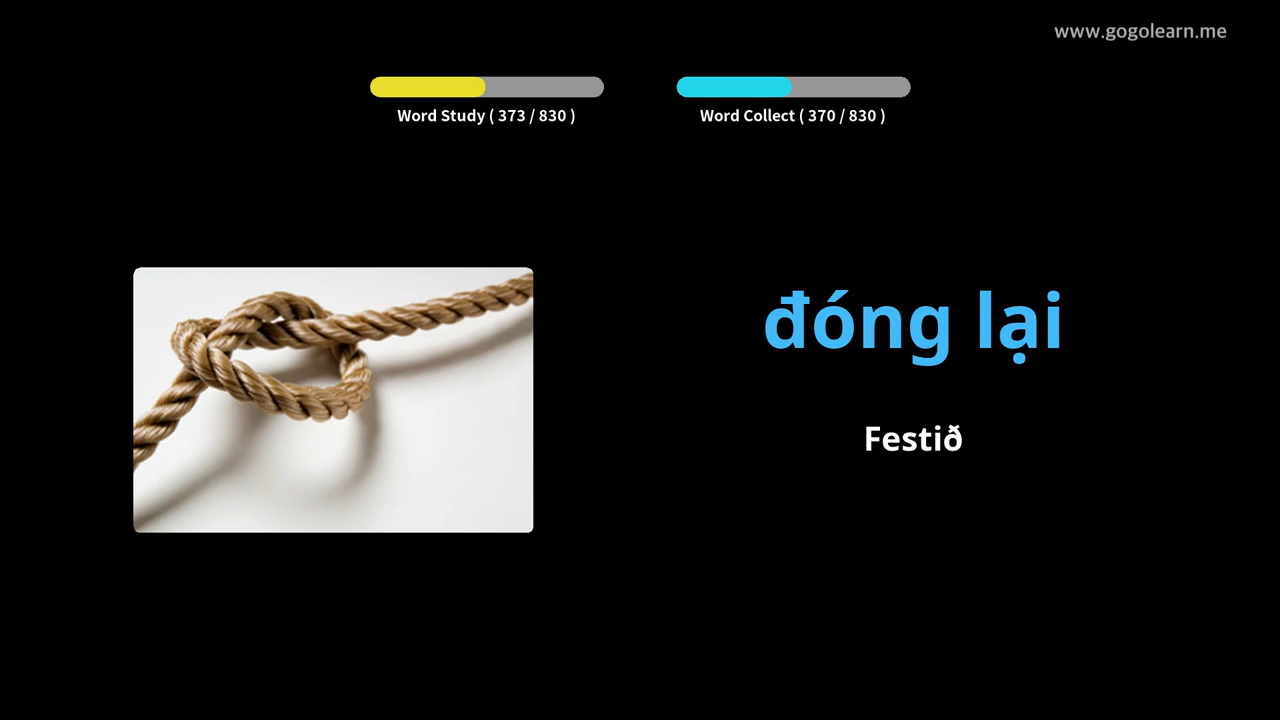 www.gogolearn.me
Word Study ( 373 / 830 )
Word Collect ( 370 / 830 )
đóng lại
Festið